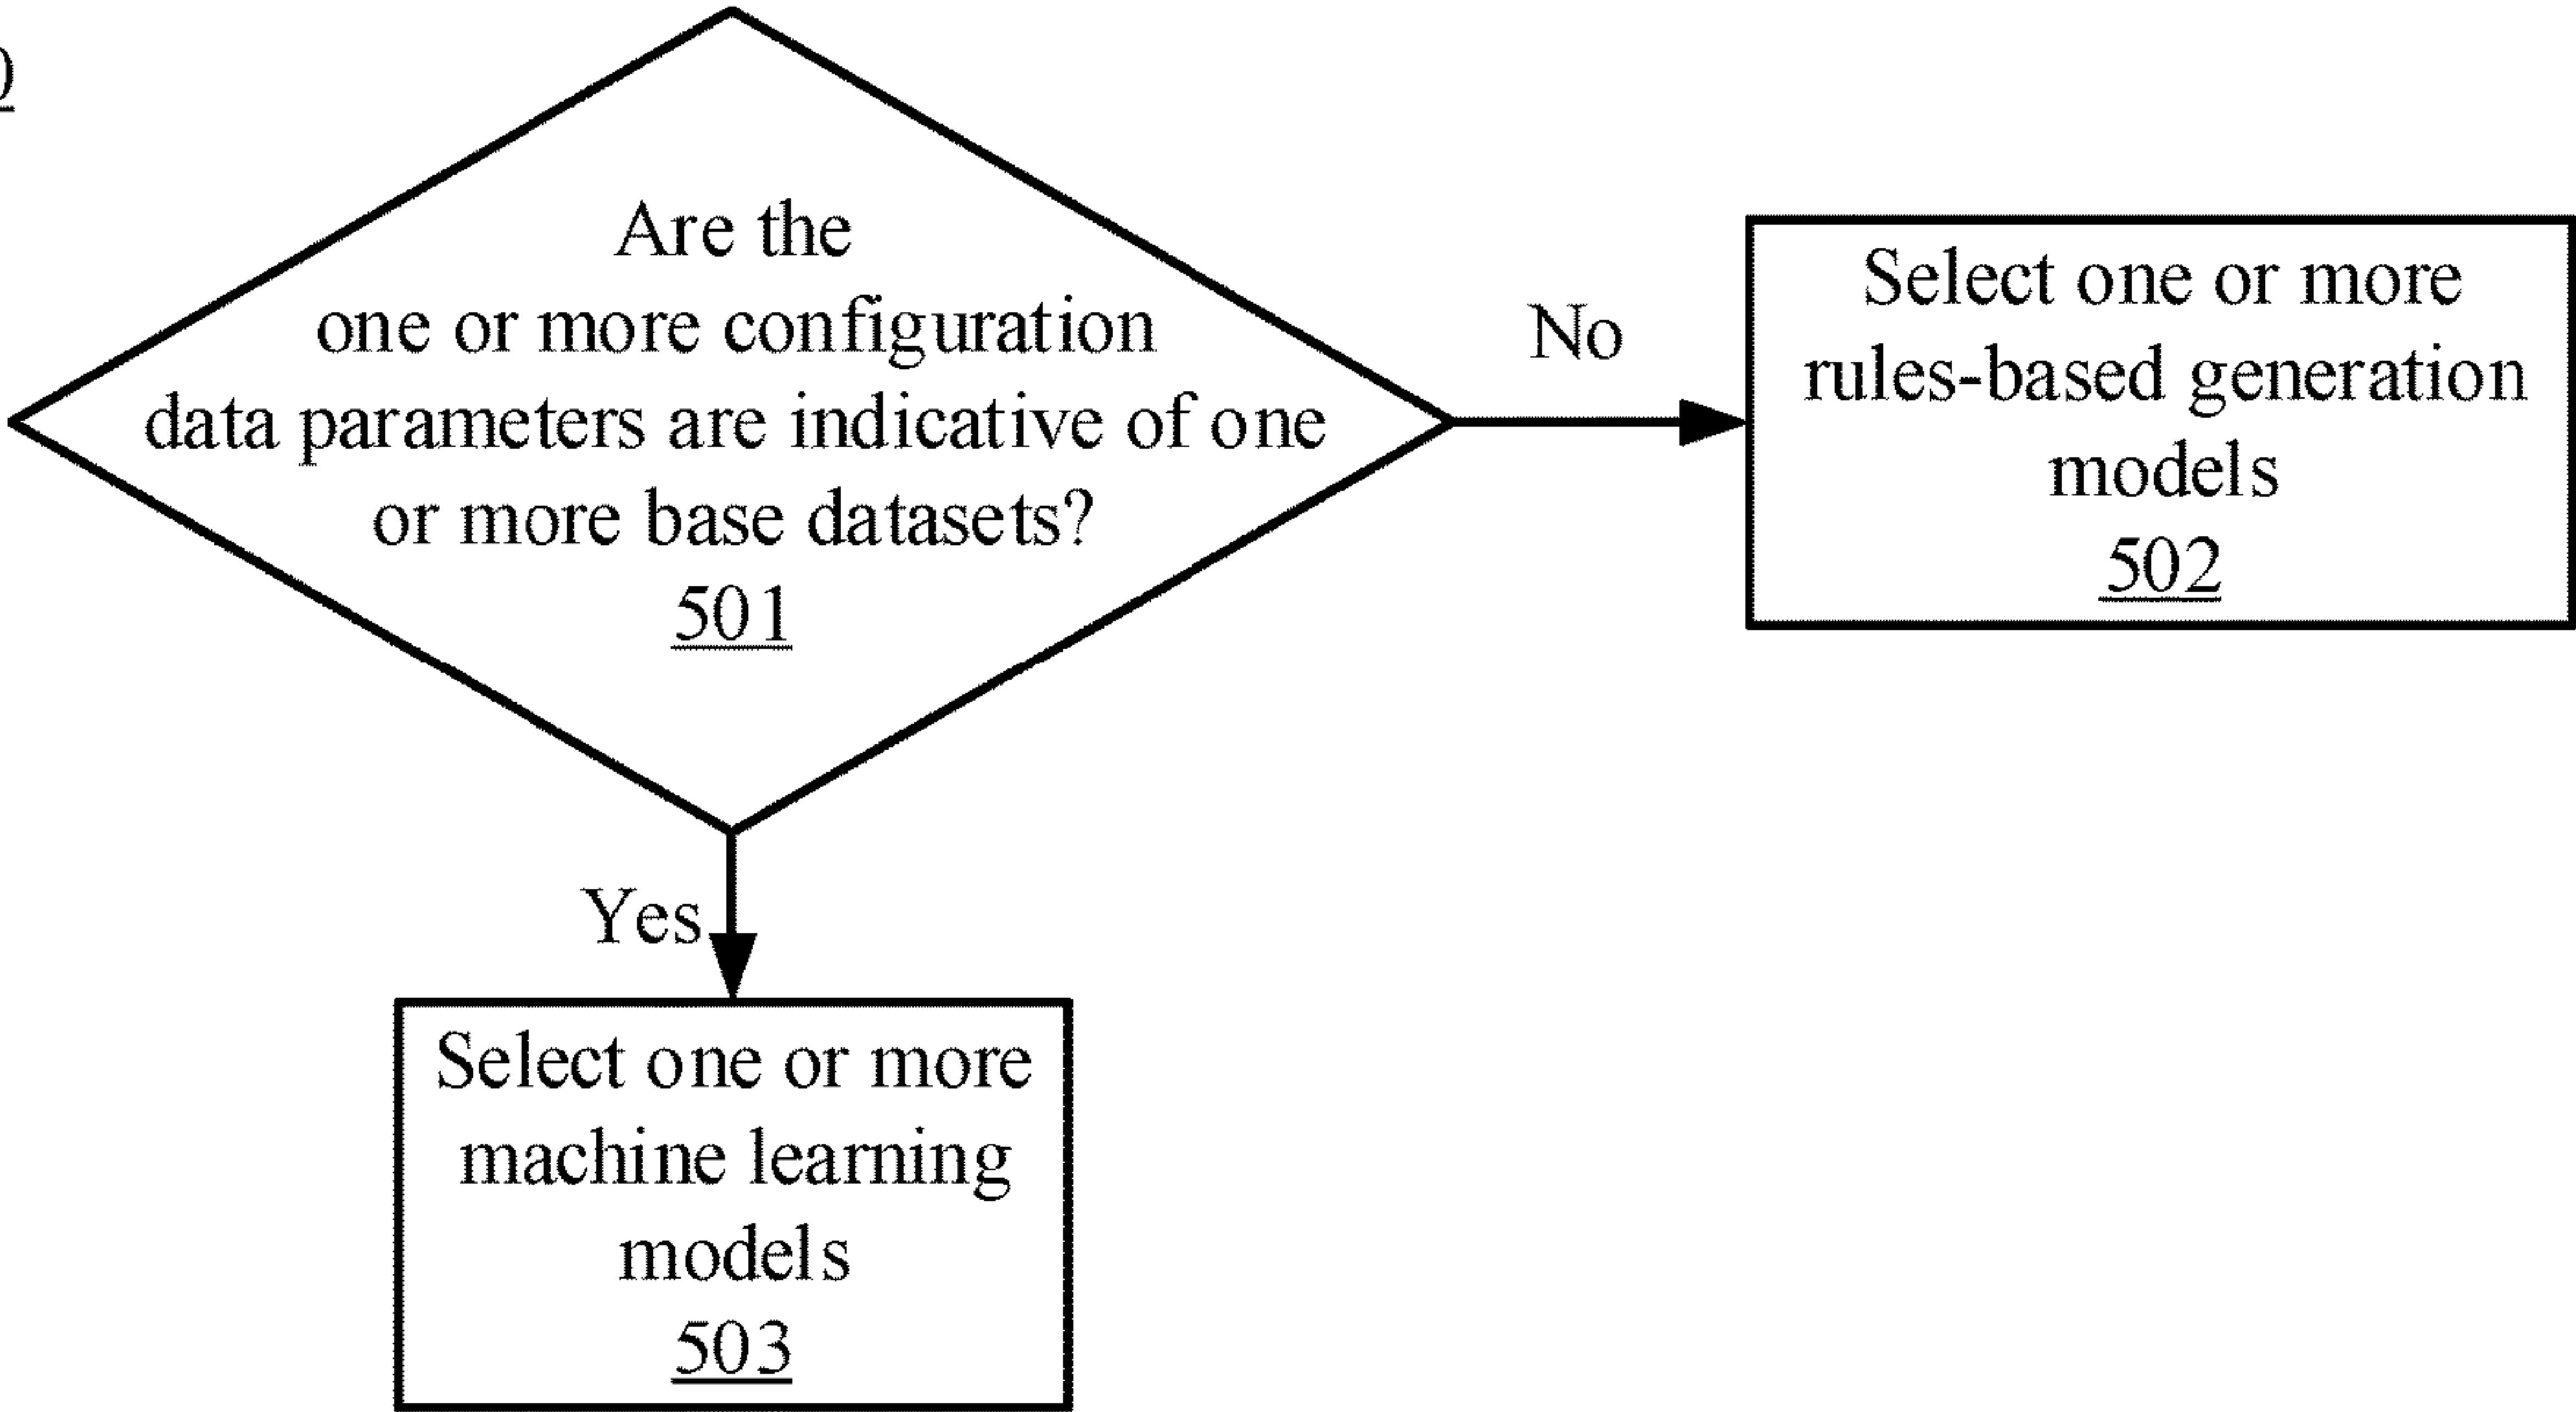 Are the
one or more configuration
data parameters are indicative of one
or more base datasets?
501
No
Select one or more
rules-based generation
models
502
Yes
Select one or more
machine learning
models
503